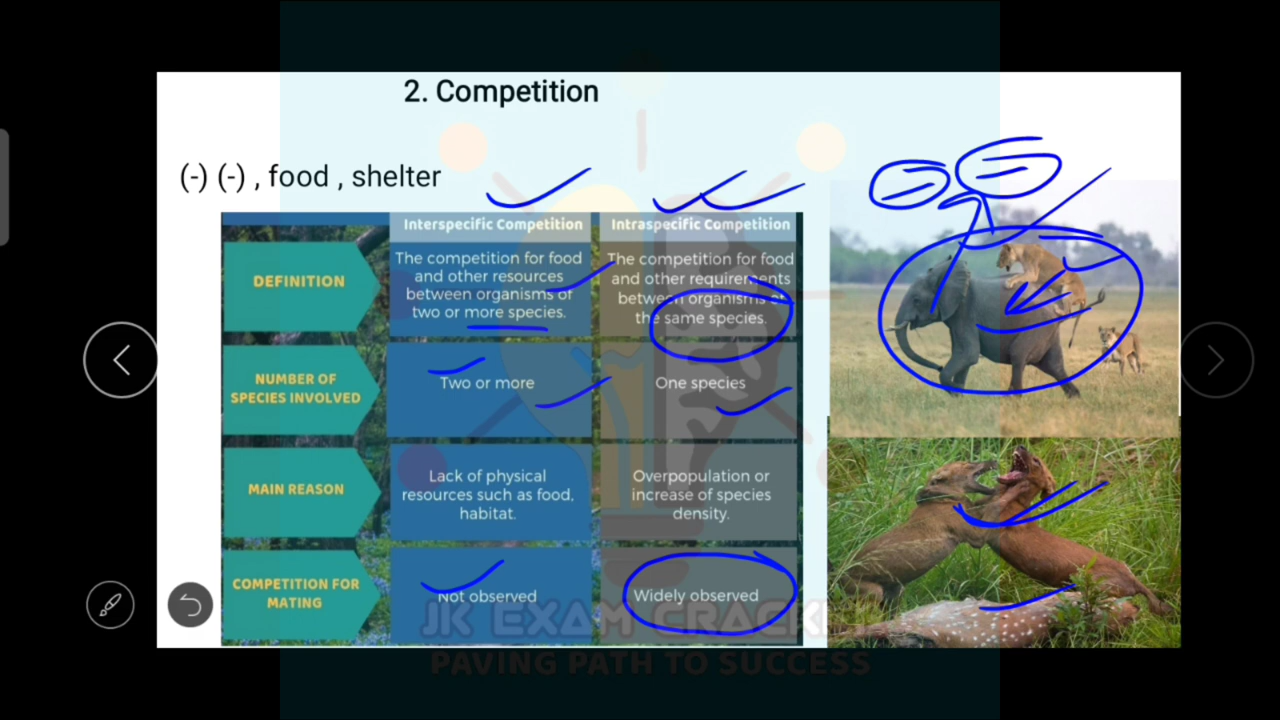 2. Competition
(-) (-) , food , shelter
Interspecific Competition
Intraspecific Competition
DEFINITION
The competition for food
and other resources
between organisms of
two or more species.
The competition for food
and other requirements
between organisms of
the same species.
NUMBER OF
SPECIES INVOLVED
Two or more
One species
MAIN REASON
Lack of physical
resources such as food,
habitat.
Overpopulation or
increase of species
density.
COMPETITION FOR
MATING
Not observed
Widely observed
JK EXAM CRACKER
PAVING PATH TO SUCCESS